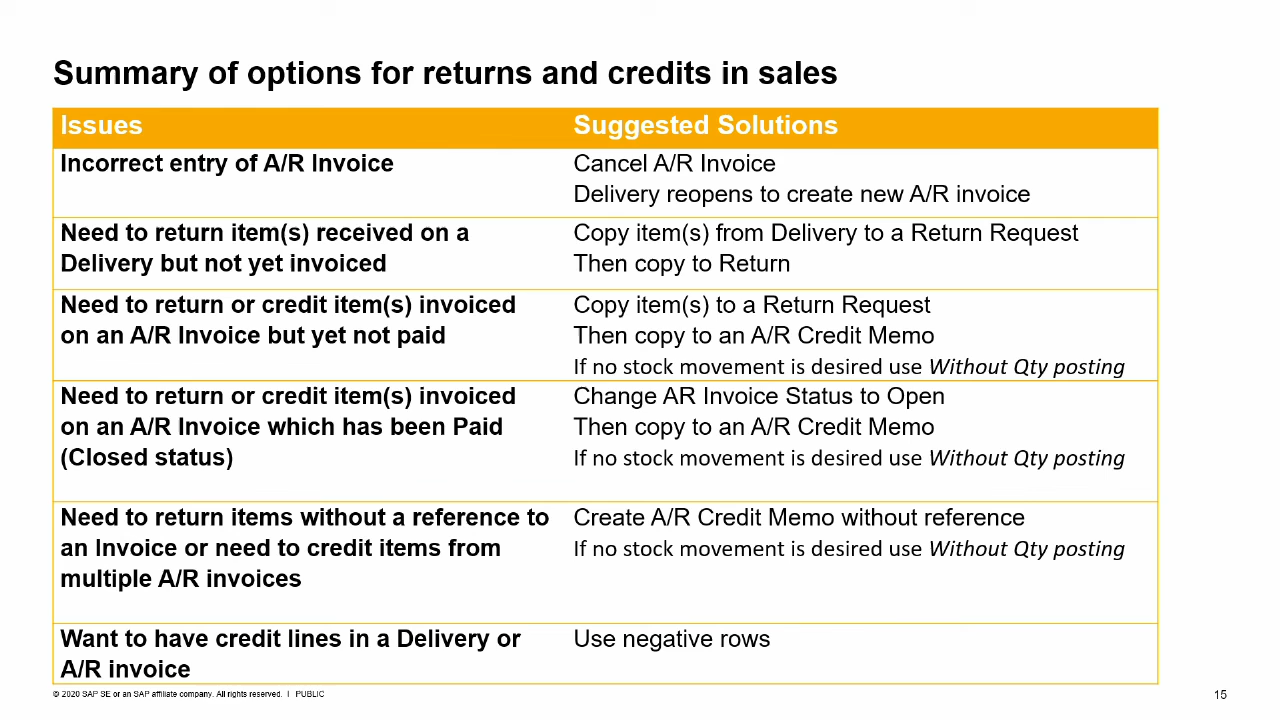 Summary of options for returns and credits in sales
Issues
Suggested Solutions
Incorrect entry of A/R Invoice
Cancel A/R Invoice
Delivery reopens to create new A/R invoice
Need to return item(s) received on a
Delivery but not yet invoiced
Copy item(s) from Delivery to a Return Request
Then copy to Return
Need to return or credit item(s) invoiced
on an A/R Invoice but yet not paid
Copy item(s) to a Return Request
Then copy to an A/R Credit Memo
If no stock movement is desired use Without Qty posting
Need to return or credit item(s) invoiced
on an A/R Invoice which has been Paid
(Closed status)
Change AR Invoice Status to Open
Then copy to an A/R Credit Memo
If no stock movement is desired use Without Qty posting
Need to return items without a reference to
an Invoice or need to credit items from
multiple A/R invoices
Create A/R Credit Memo without reference
If no stock movement is desired use Without Qty posting
Want to have credit lines in a Delivery or
A/R invoice
Use negative rows
© 2020 SAP SE or an SAP affiliate company. All rights reserved. I PUBLIC
15